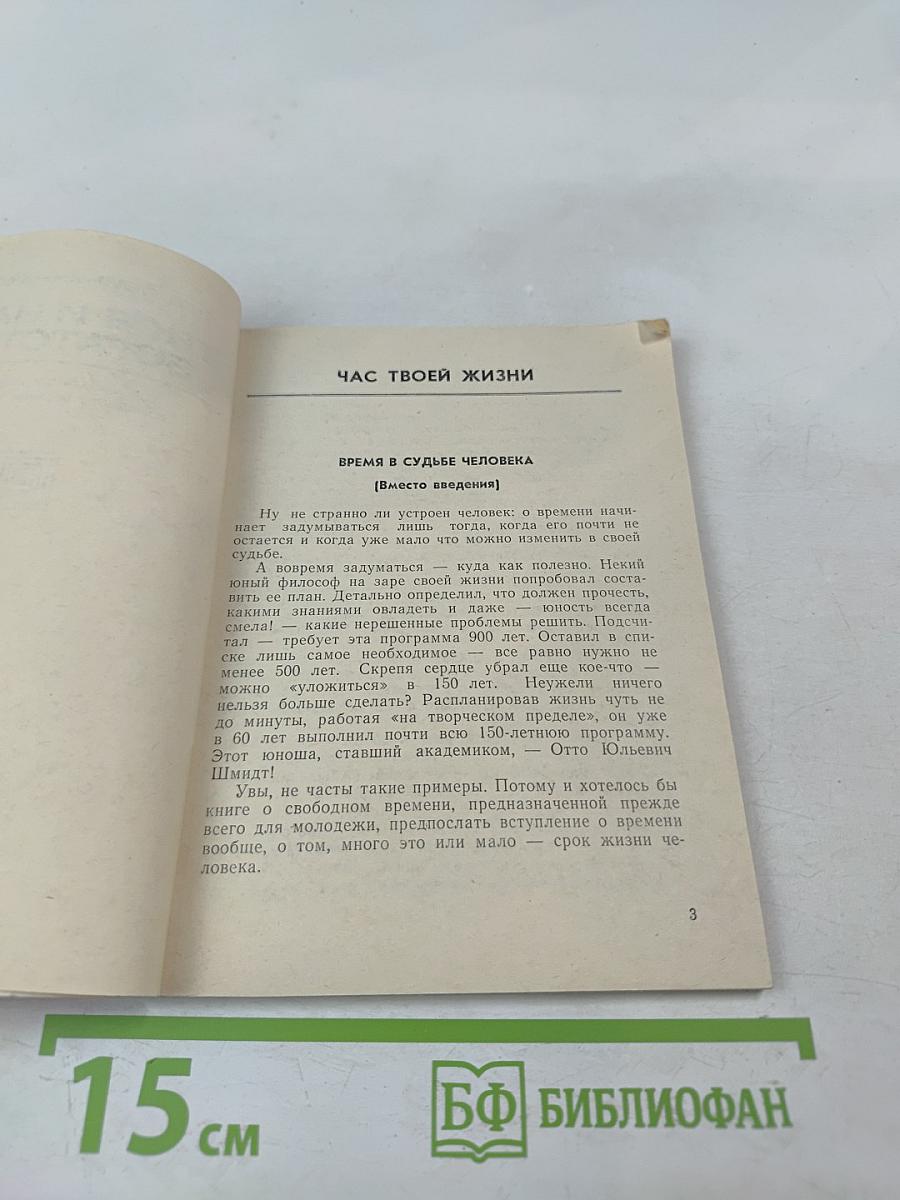 ЧАС ТВОЕЙ ЖИЗНИ
ВРЕМЯ В СУДЬБЕ ЧЕЛОВЕКА
(Вместо введения)
Ну не странно ли устроен человек: о времени начи-
нает задумываться лишь тогда, когда его почти не
остается и когда уже мало что можно изменить в своей
судьбе.
А вовремя задуматься — куда как полезно. Некий
юный философ на заре своей жизни попробовал соста-
вить ее план. Детально определил, что должен прочесть,
какими знаниями овладеть и даже — юность всегда
смела! — какие нерешенные проблемы решить. Подсчи-
тал — требует эта программа 900 лет. Оставил в спи-
ске лишь самое необходимое — все равно нужно не
менее 500 лет. Скрепя сердце убрал еще кое-что —
можно «уложиться» в 150 лет. Неужели ничего
нельзя больше сделать? Распланировав жизнь чуть не
до минуты, работая «на творческом пределе», он уже
в 60 лет выполнил почти всю 150-летнюю программу.
Этот юноша, ставший академиком, — Отто Юльевич
Шмидт!
Увы, не часты такие примеры. Потому и хотелось бы
книге о свободном времени, предназначенной прежде
всего для молодежи, предпослать вступление о времени
вообще, о том, много это или мало — срок жизни че-
ловека.
3
15 см
БФ БИБЛИОФАН